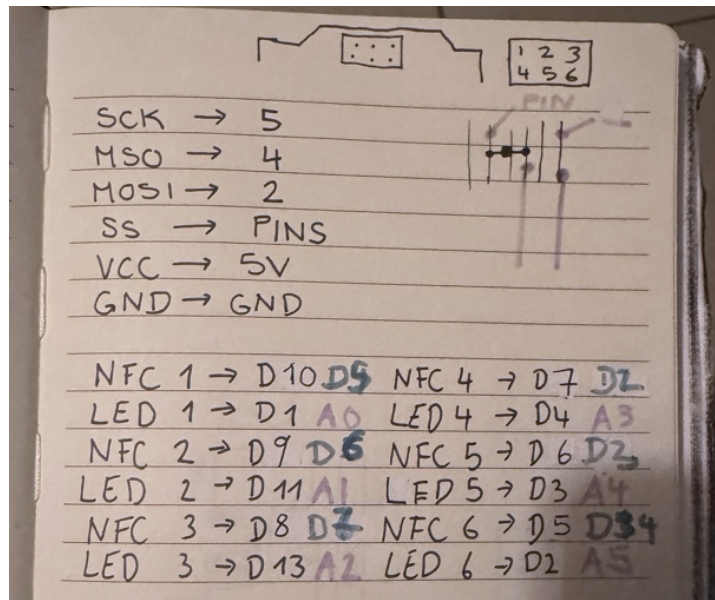 1 2 3
4 5 6
PIN
SCK → 5
MSO → 4
MOSI → 2
SS → PINS
VCC → 5V
GND → GND
NFC 1 → D10 NFC 4 → D7
LED 1 → D1 A0 LED 4 → D4 A3
NFC 2 → D9 D6 NFC 5 → D6
LED 2 → D11 A1 LED 5 → D3 A4
NFC 3 → D8 NFC 6 → D5
LED 3 → D13 A2 LED 6 → D2 A5